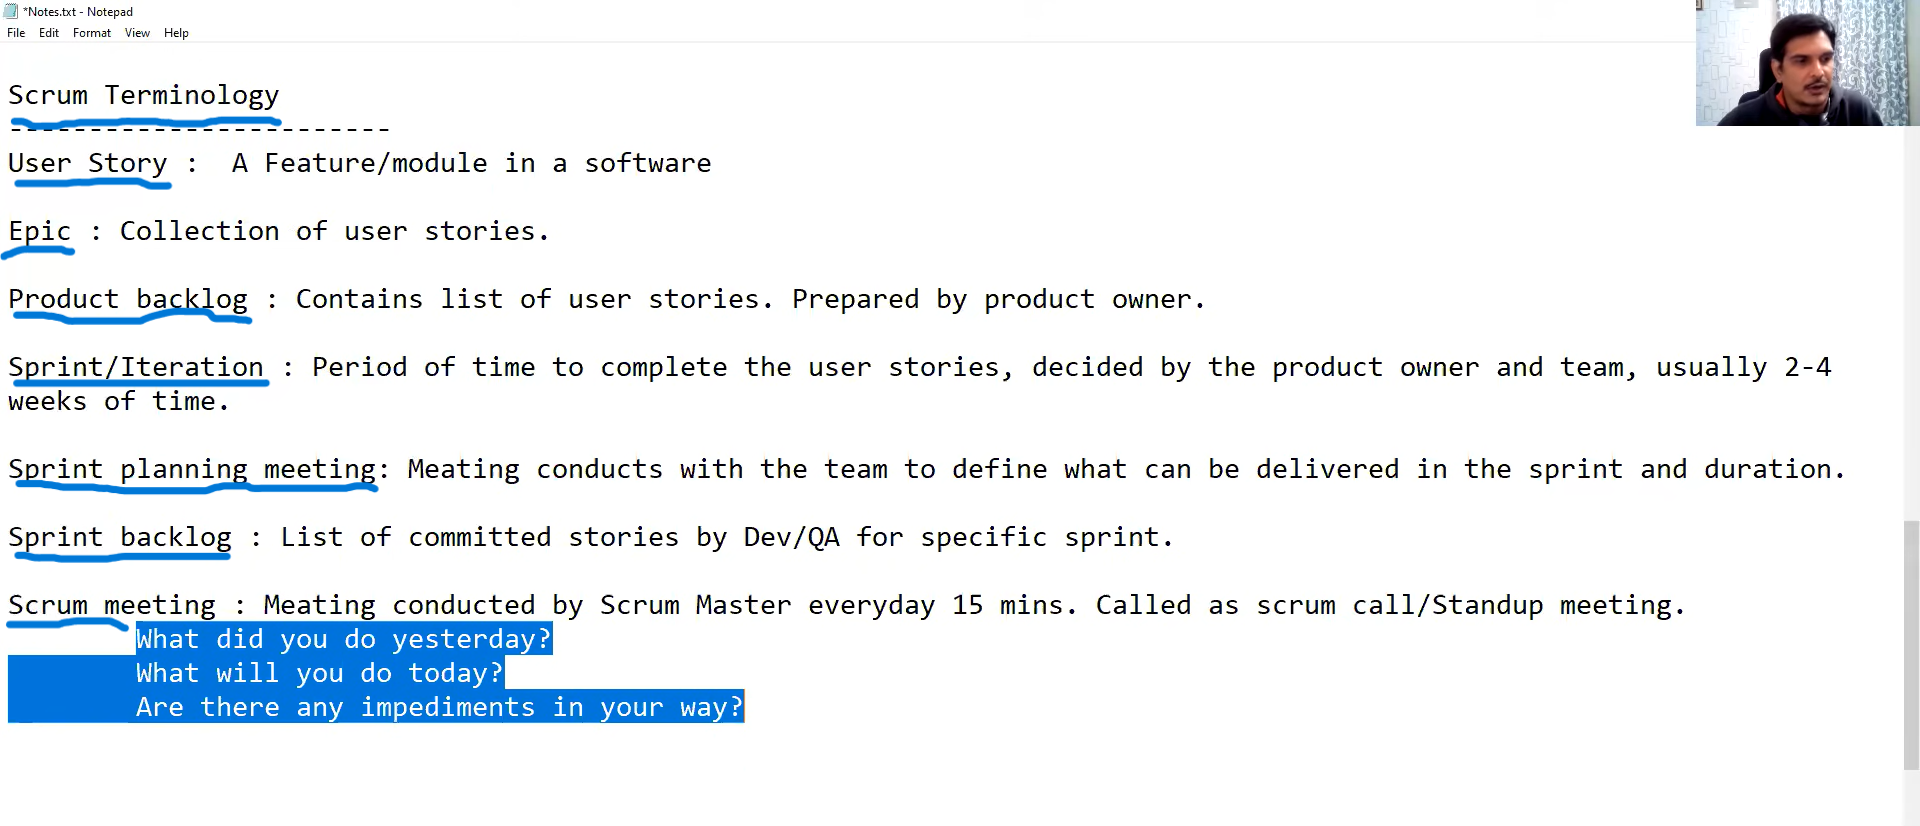 *Notes.txt - Notepad
File Edit Format View Help
Scrum Terminology
------------------------
User Story :  A Feature/module in a software
Epic : Collection of user stories.
Product backlog : Contains list of user stories. Prepared by product owner.
Sprint/Iteration : Period of time to complete the user stories, decided by the product owner and team, usually 2-4
weeks of time.
Sprint planning meeting: Meating conducts with the team to define what can be delivered in the sprint and duration.
Sprint backlog : List of committed stories by Dev/QA for specific sprint.
Scrum meeting : Meating conducted by Scrum Master everyday 15 mins. Called as scrum call/Standup meeting.
What did you do yesterday?
What will you do today?
Are there any impediments in your way?